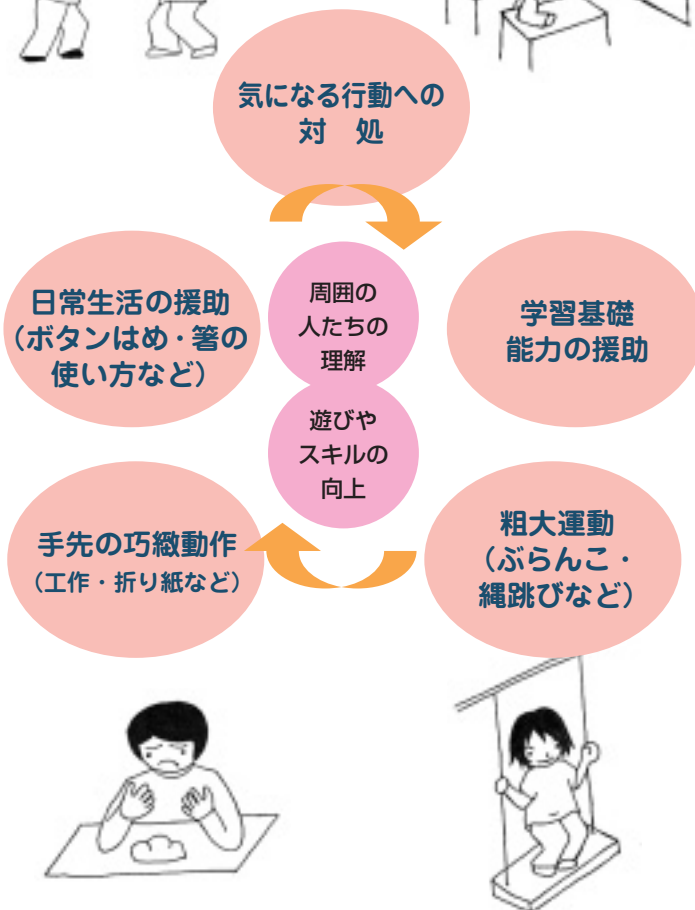 気になる行動への
対　処
日常生活の援助
（ボタンはめ・箸の
使い方など）
周囲の
人たちの
理解
学習基礎
能力の援助
遊びや
スキルの
向上
手先の巧緻動作
（工作・折り紙など）
粗大運動
（ぶらんこ・
縄跳びなど）